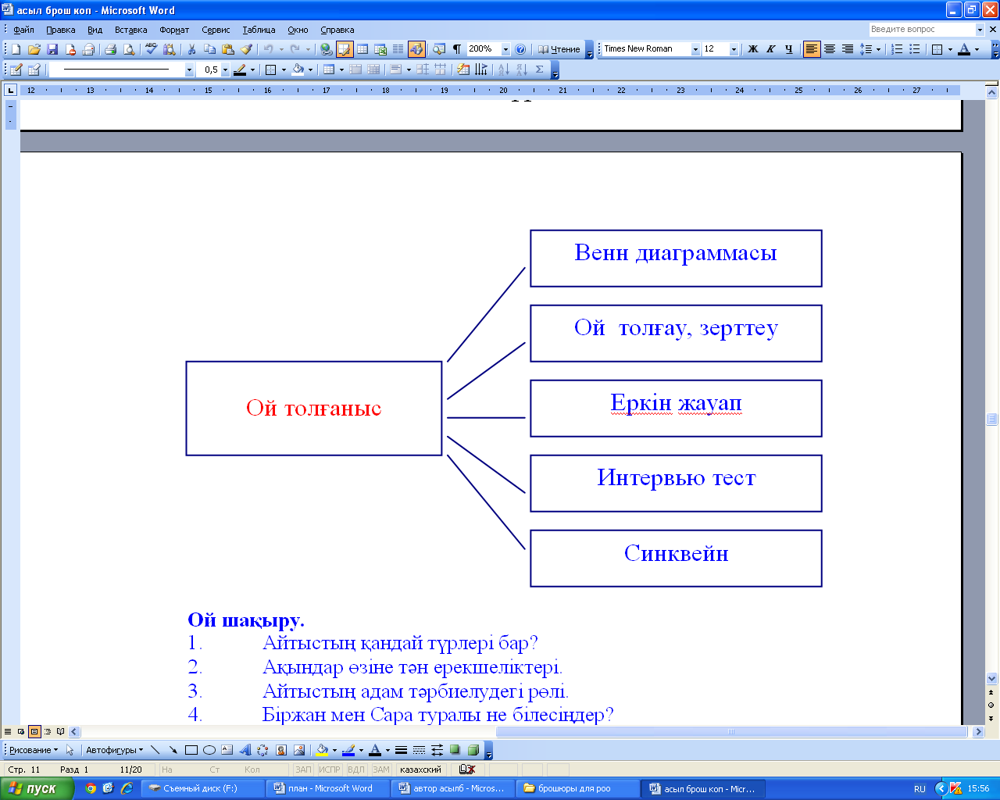 асыл брош коп - Microsoft Word
Файл Правка Вид Вставка Формат Сервис Таблица Окно Справка
Введите вопрос
200%
Чтение
Times New Roman
12
Ж К Ч
0,5
12 13 14 15 16 17 18 19 20 21 22 23 24 25 26 27
Венн диаграммасы
Ой толғау, зерттеу
Ой толғаныс
Еркін жауап
Интервью тест
Синквейн
Ой шақыру.
1. Айтыстың қандай түрлері бар?
2. Ақындар өзіне тән ерекшеліктері.
3. Айтыстың адам тәрбиелудегі рөлі.
4. Біржан мен Сара туралы не білесіңдер?
Рисование Автофигуры
Стр. 11 Разд 1 11/20 На Ст Кол ЗАП ИСПР ВДЛ ЗАМ казахский
пуск
Съемный диск (F:)
план - Microsoft Word
автор асылб - Micros...
брошюры для роо
асыл брош коп - Micr...
RU
15:56